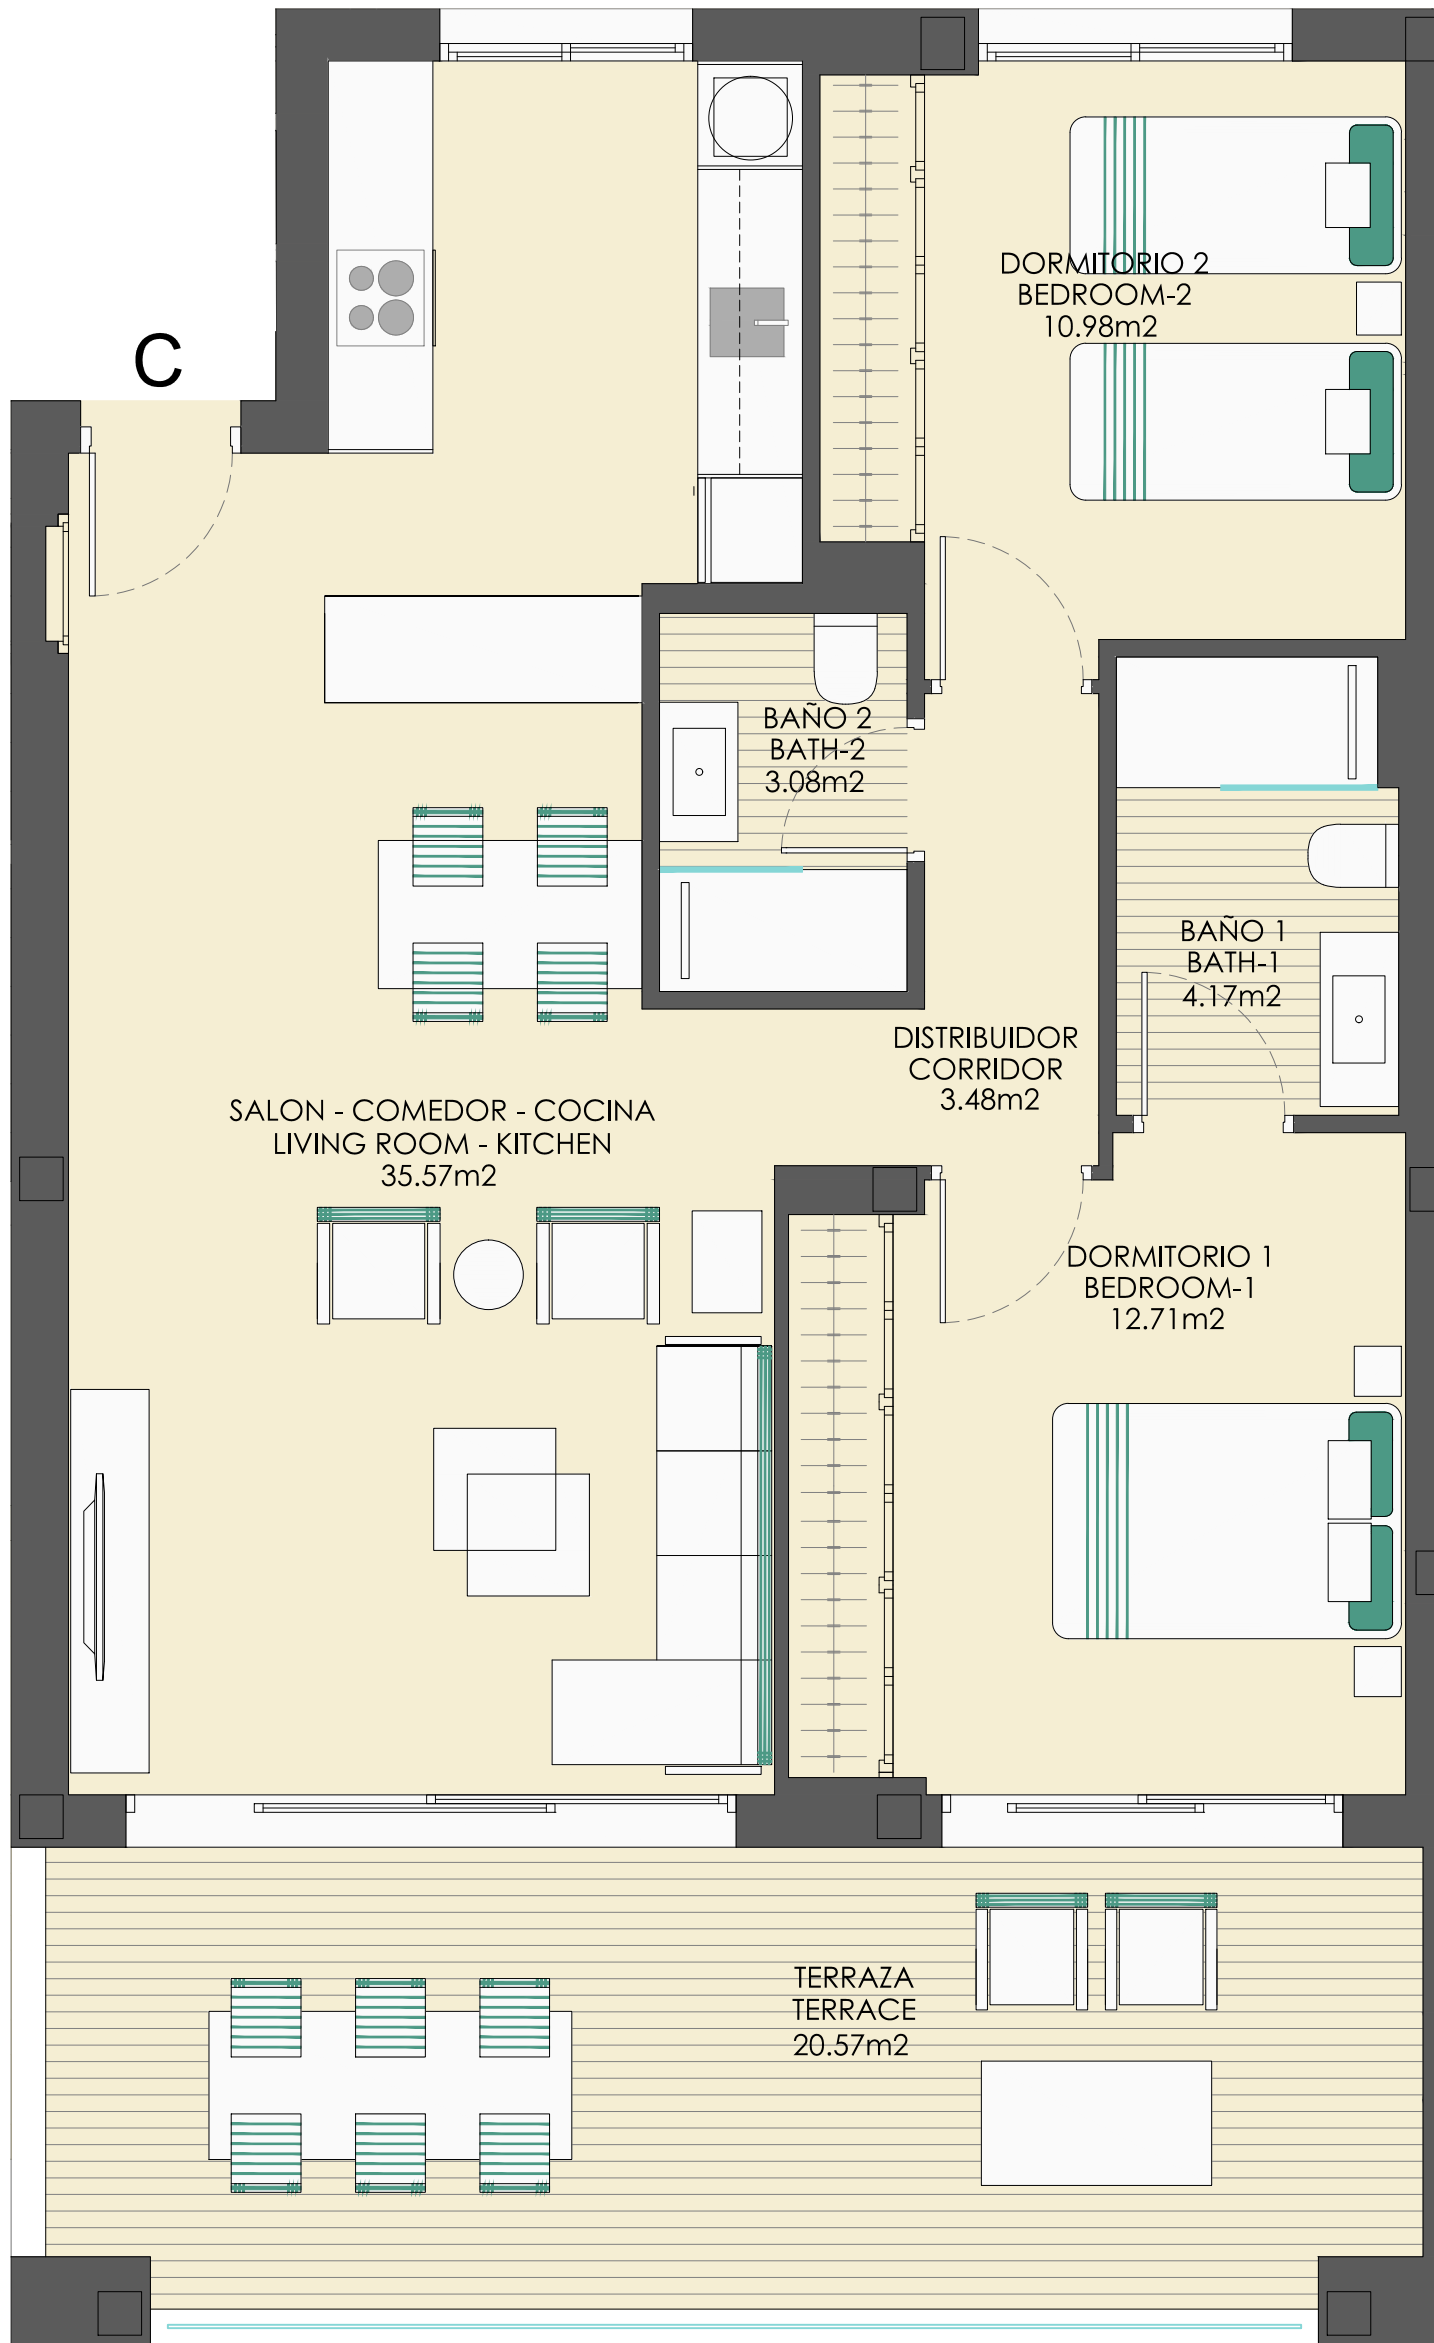 C
DORMITORIO 2
BEDROOM-2
10.98m2
BAÑO 2
BATH-2
3.08m2
BAÑO 1
BATH-1
4.17m2
DISTRIBUIDOR
CORRIDOR
3.48m2
SALON - COMEDOR - COCINA
LIVING ROOM - KITCHEN
35.57m2
DORMITORIO 1
BEDROOM-1
12.71m2
TERRAZA
TERRACE
20.57m2